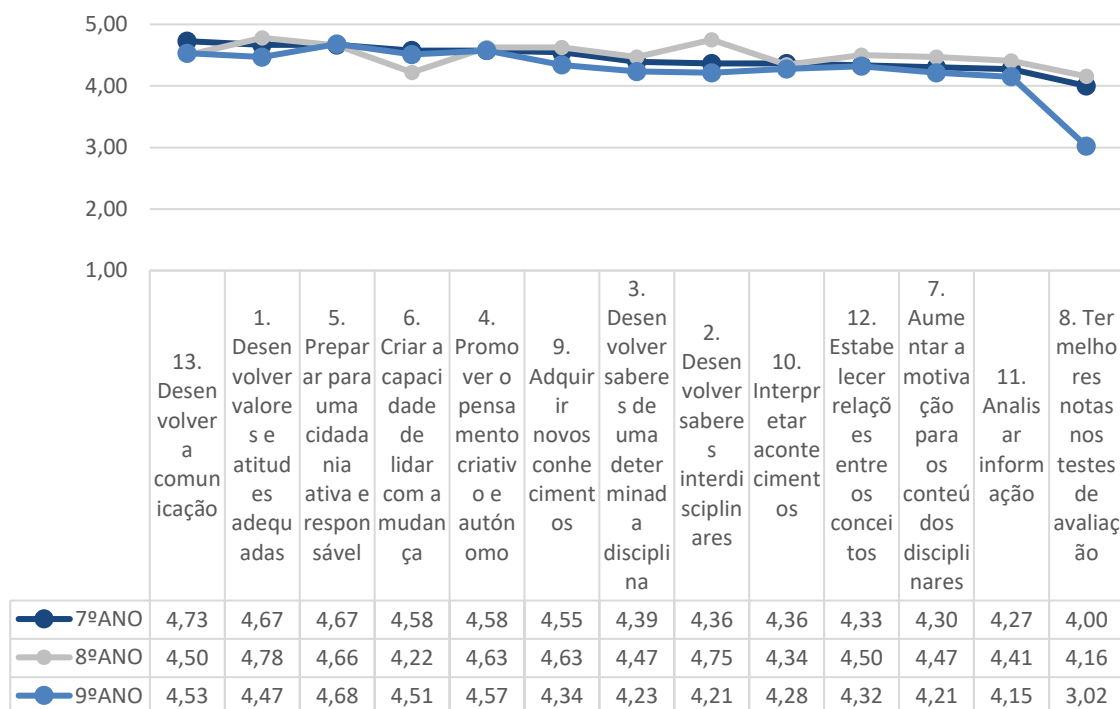 5,00
4,00
3,00
2,00
1,00
13.
Desen
volver
a
comun
icação
1.
Desen
volver
valore
s e
atitud
es
adequ
adas
5.
Prepar
ar para
uma
cidada
nia
ativa e
respon
sável
6.
Criar a
capaci
dade
de
lidar
com a
mudan
ça
4.
Promo
ver o
pensa
mento
criativ
o e
autón
omo
9.
Adquir
ir
novos
conhe
ciment
os
3.
Desen
volver
sabere
s de
uma
deter
minad
a
discipli
na
2.
Desen
volver
sabere
s
interdi
sciplin
ares
10.
Interpr
etar
aconte
ciment
os
12.
Estabe
lecer
relaçõ
es
entre
os
concei
tos
7.
Aume
ntar a
motiva
ção
para
os
conteú
dos
discipli
nares
11.
Analis
ar
inform
ação
8. Ter
melho
res
notas
nos
testes
de
avaliaç
ão
7ºANO 4,73 4,67 4,67 4,58 4,58 4,55 4,39 4,36 4,36 4,33 4,30 4,27 4,00
8ºANO 4,50 4,78 4,66 4,22 4,63 4,63 4,47 4,75 4,34 4,50 4,47 4,41 4,16
9ºANO 4,53 4,47 4,68 4,51 4,57 4,34 4,23 4,21 4,28 4,32 4,21 4,15 3,02